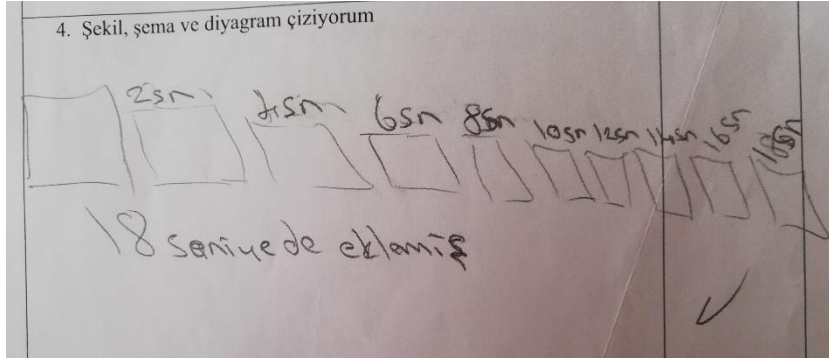 4. Şekil, şema ve diyagram çiziyorum
2sn 4sn 6sn 8sn 10sn 12sn 14sn 16sn 18sn
18 saniyede eklemiş